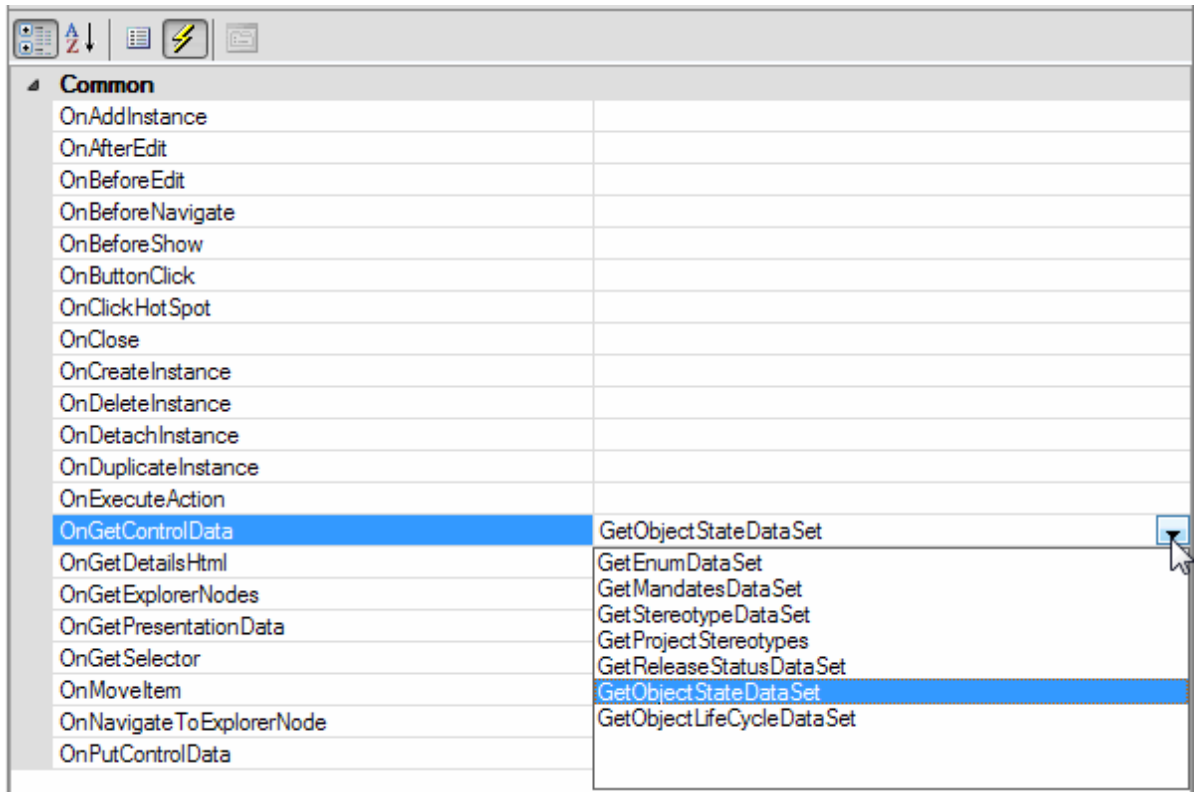 A
Z
Common
OnAddInstance
OnAfterEdit
OnBeforeEdit
OnBeforeNavigate
OnBeforeShow
OnButtonClick
OnClickHotSpot
OnClose
OnCreateInstance
OnDeleteInstance
OnDetachInstance
OnDuplicateInstance
OnExecuteAction
OnGetControlData GetObjectStateDataSet
OnGetDetailsHtml GetEnumDataSet
GetMandatesDataSet
OnGetExplorerNodes
GetStereotypeDataSet
OnGetPresentationData
GetProjectStereotypes
OnGetSelector GetReleaseStatusDataSet
OnMoveItem GetObjectStateDataSet
OnNavigateToExplorerNode GetObjectLifeCycleDataSet
OnPutControlData